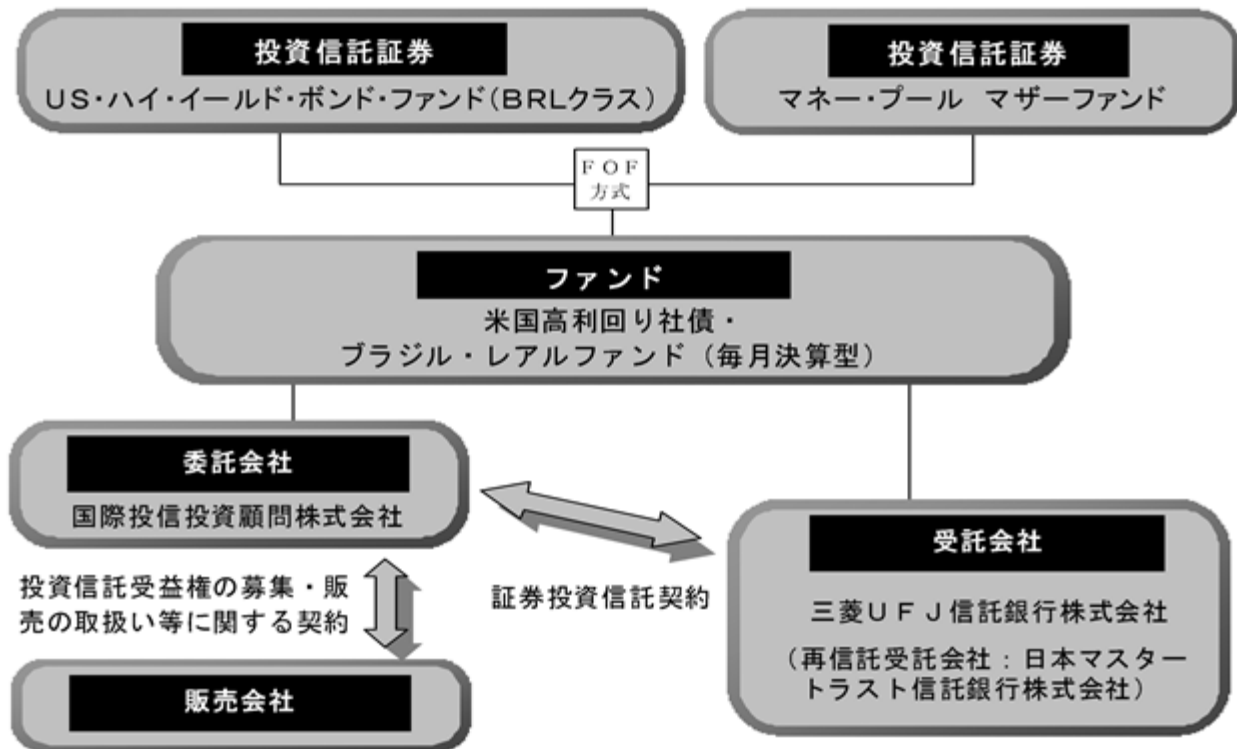 投資信託証券
US・ハイ・イールド・ボンド・ファンド(BRLクラス)
投資信託証券
マネー・プール マザーファンド
FOF
方式
ファンド
米国高利回り社債・
ブラジル・レアルファンド（毎月決算型）
委託会社
国際投信投資顧問株式会社
投資信託受益権の募集・販
売の取扱い等に関する契約
販売会社
証券投資信託契約
受託会社
三菱ＵＦＪ信託銀行株式会社
（再信託受託会社：日本マスター
トラスト信託銀行株式会社）